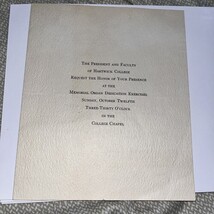 The President and Faculty
of Hartwick College
Request the Honor of Your Presence
at the
Memorial Organ Dedication Exercises,
Sunday, October Twelfth
Three-Thirty O'clock
in the
College Chapel